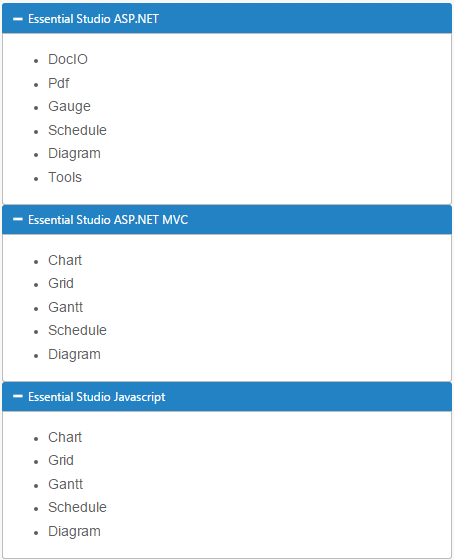 Essential Studio ASP.NET
DocIO
Pdf
Gauge
Schedule
Diagram
Tools
Essential Studio ASP.NET MVC
Chart
Grid
Gantt
Schedule
Diagram
Essential Studio Javascript
Chart
Grid
Gantt
Schedule
Diagram